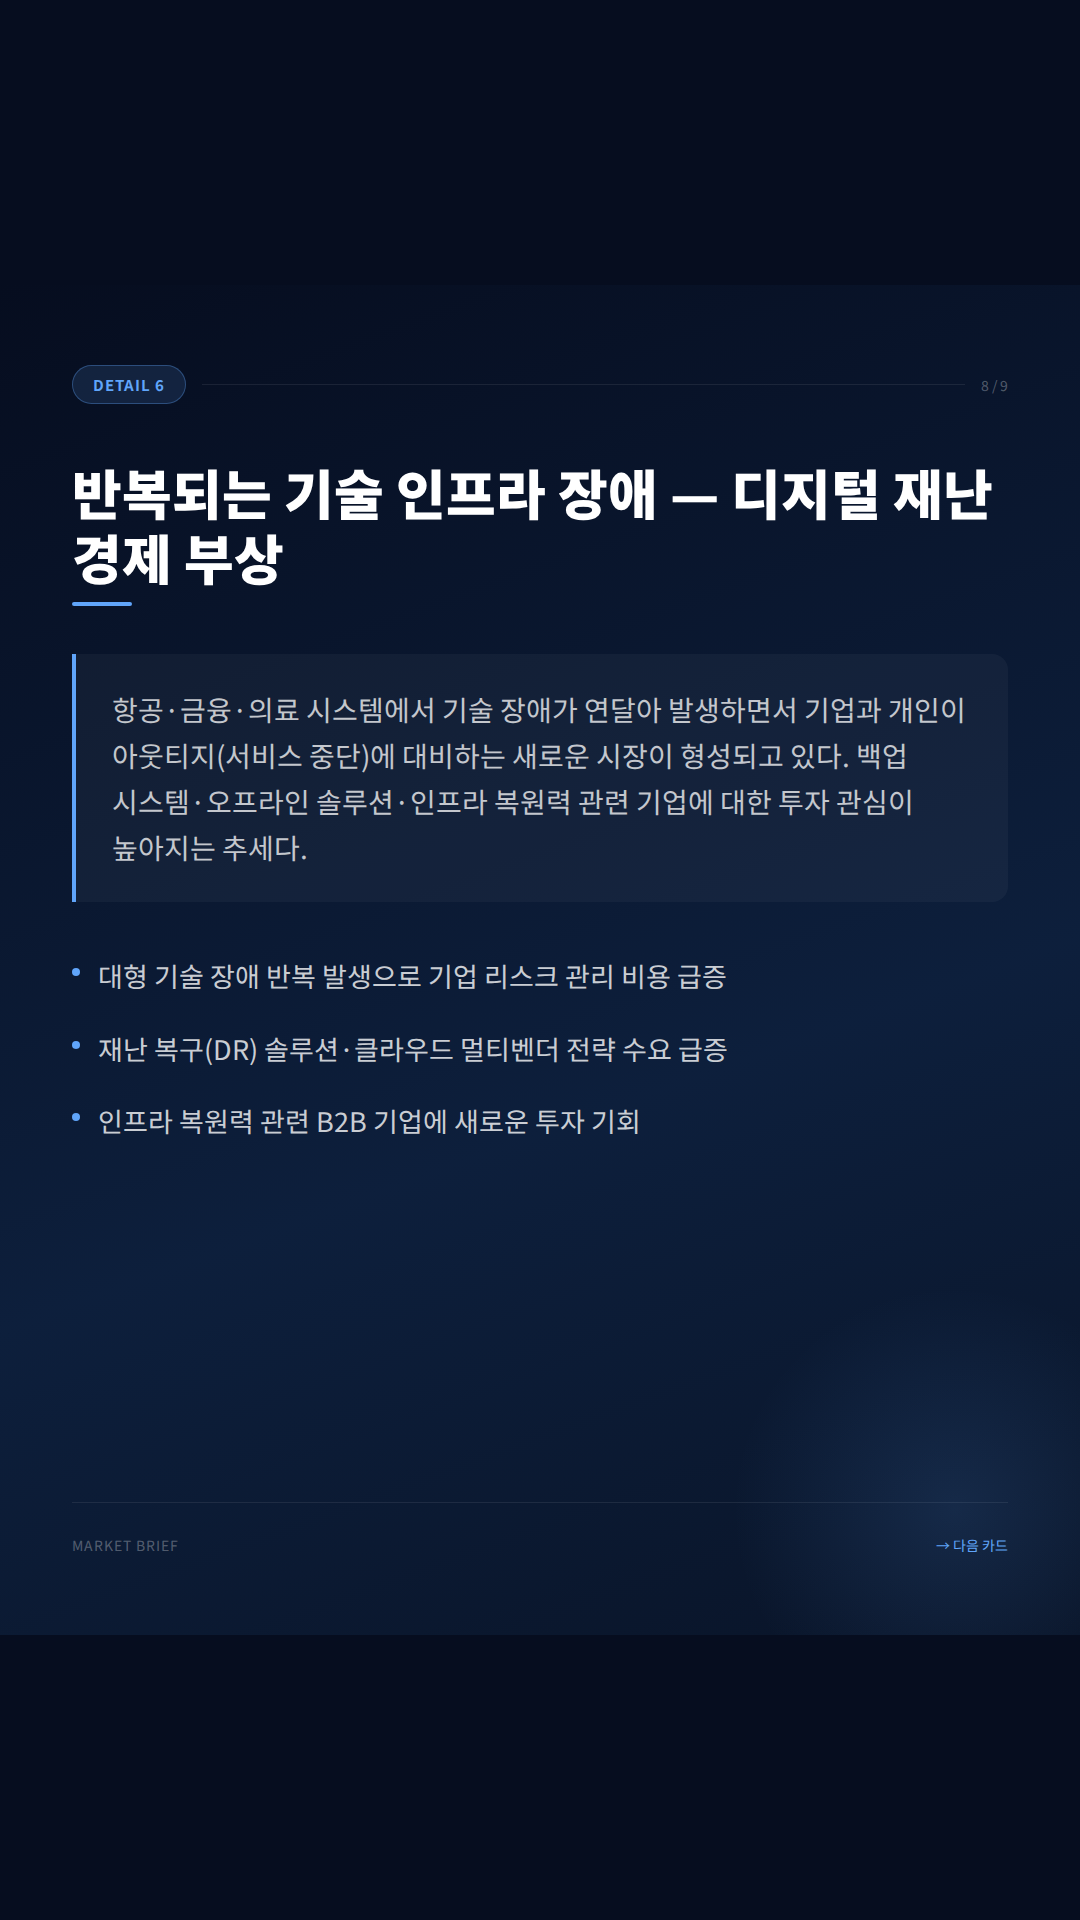 DETAIL 6
8 / 9
반복되는 기술 인프라 장애 — 디지털 재난
경제 부상
항공·금융·의료 시스템에서 기술 장애가 연달아 발생하면서 기업과 개인이
아웃티지(서비스 중단)에 대비하는 새로운 시장이 형성되고 있다. 백업
시스템·오프라인 솔루션·인프라 복원력 관련 기업에 대한 투자 관심이
높아지는 추세다.
대형 기술 장애 반복 발생으로 기업 리스크 관리 비용 급증
재난 복구(DR) 솔루션·클라우드 멀티벤더 전략 수요 급증
인프라 복원력 관련 B2B 기업에 새로운 투자 기회
MARKET BRIEF
→ 다음 카드